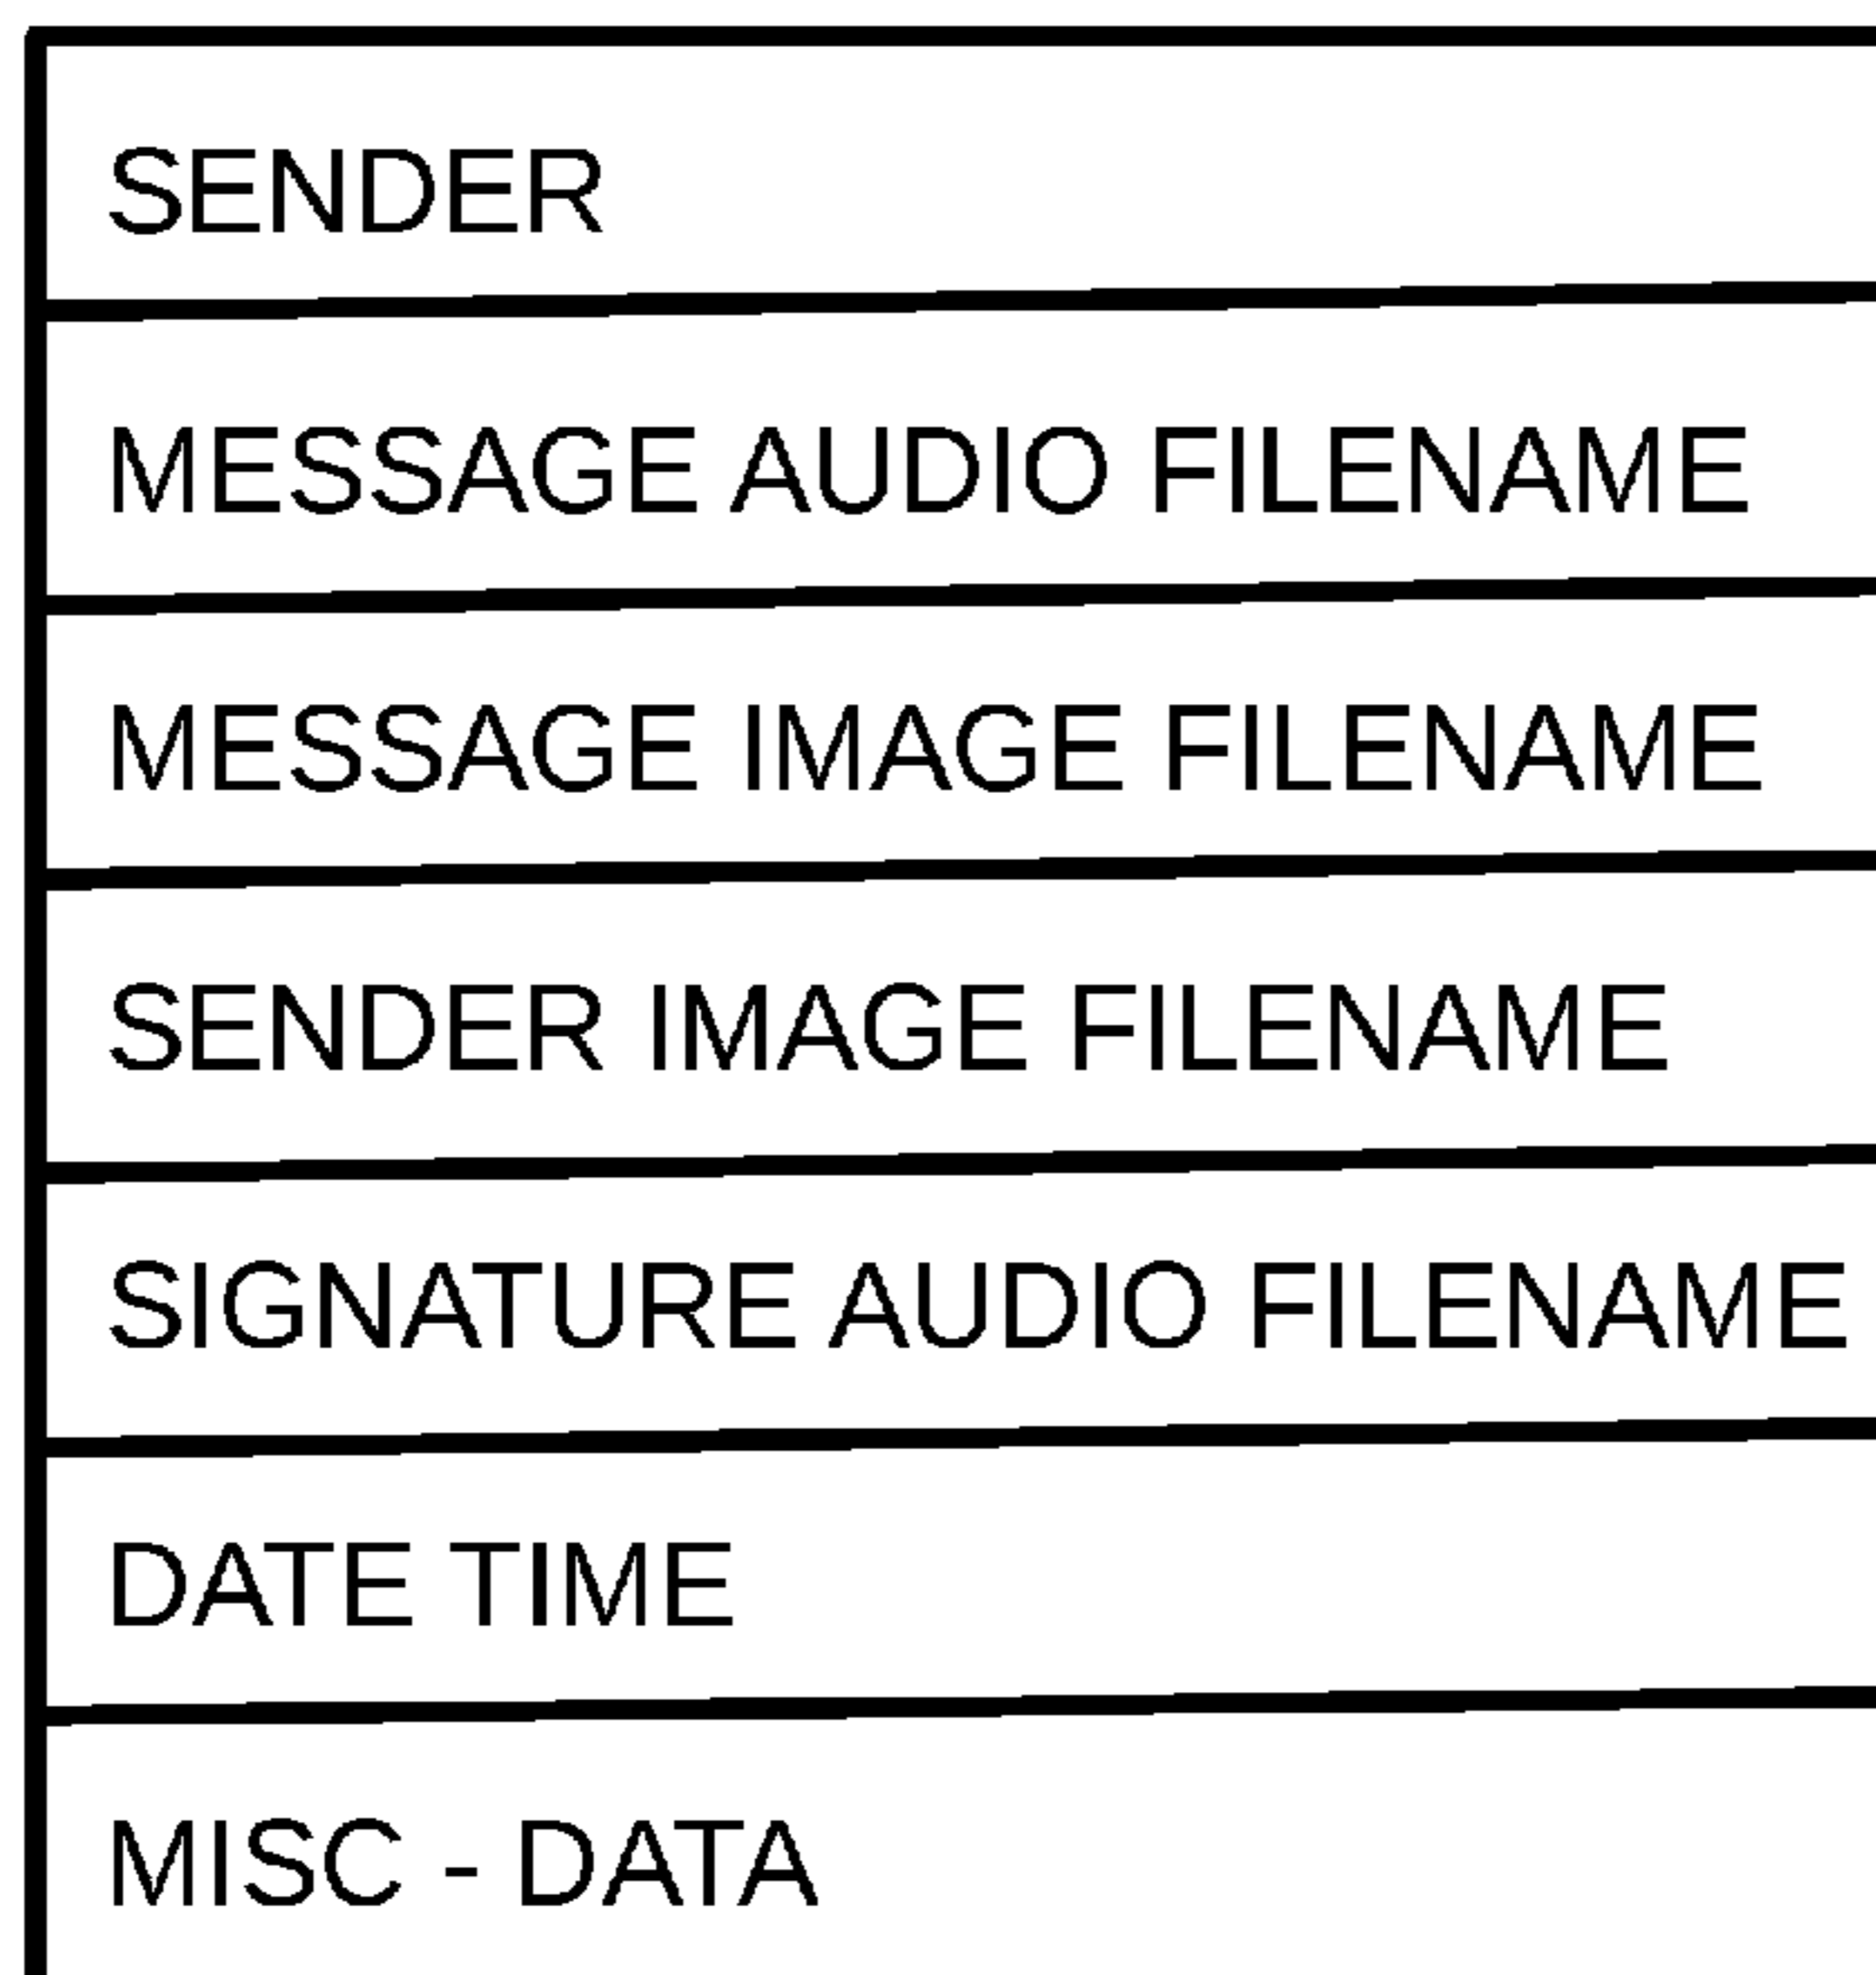 SENDER
MESSAGE AUDIO FILENAME
MESSAGE IMAGE FILENAME
SENDER IMAGE FILENAME
SIGNATURE AUDIO FILENAME
DATE TIME
MISC - DATA